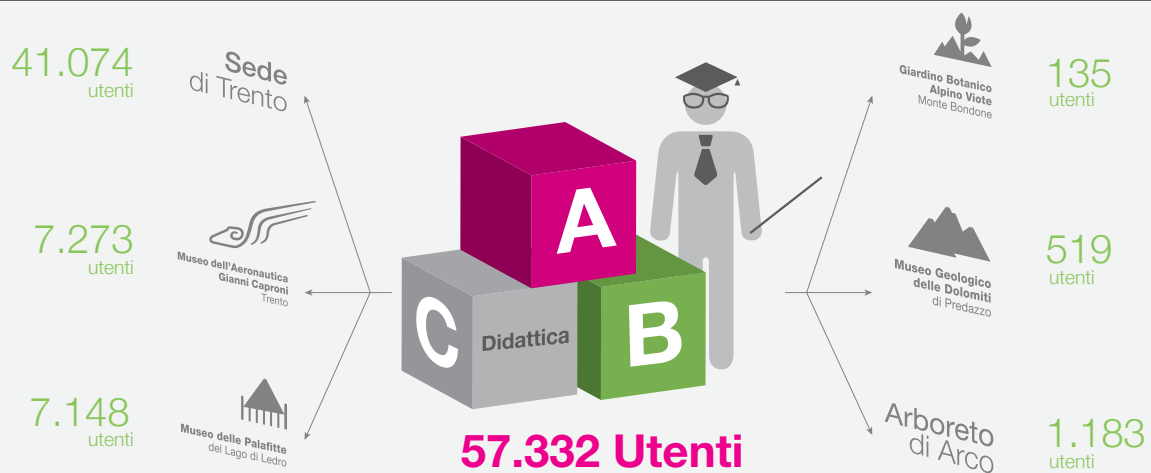 41.074
utenti
Sede
di Trento
7.273
utenti
Museo dell'Aeronautica
Gianni Caproni
Trento
7.148
utenti
Museo delle Palafitte
del Lago di Ledro
A
C
Didattica
B
57.332 Utenti
Giardino Botanico
Alpino Viote
Monte Bondone
135
utenti
Museo Geologico
delle Dolomiti
di Predazzo
519
utenti
Arboreto
di Arco
1.183
utenti